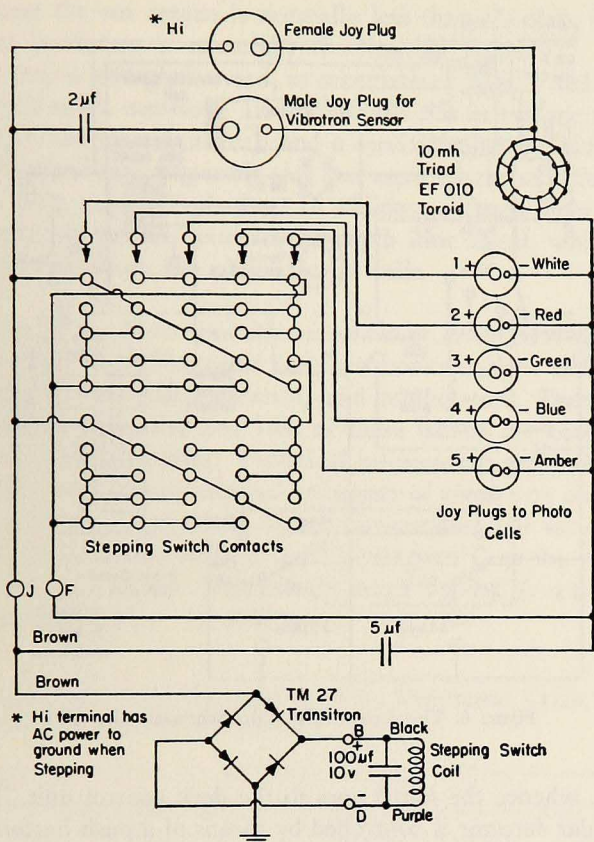 * Hi
Female Joy Plug
2µf
Male Joy Plug for
Vibrotron Sensor
10 mh
Triad
EF 010
Toroid
1 + – White
2 + – Red
3 + – Green
4 + – Blue
5 + – Amber
Joy Plugs to Photo
Cells
Stepping Switch Contacts
J F
Brown
5 µf
Brown
TM 27
Transitron
* Hi terminal has
AC power to
ground when
Stepping
B Black
+
100µf
10 v
Stepping Switch
Coil
–
D Purple